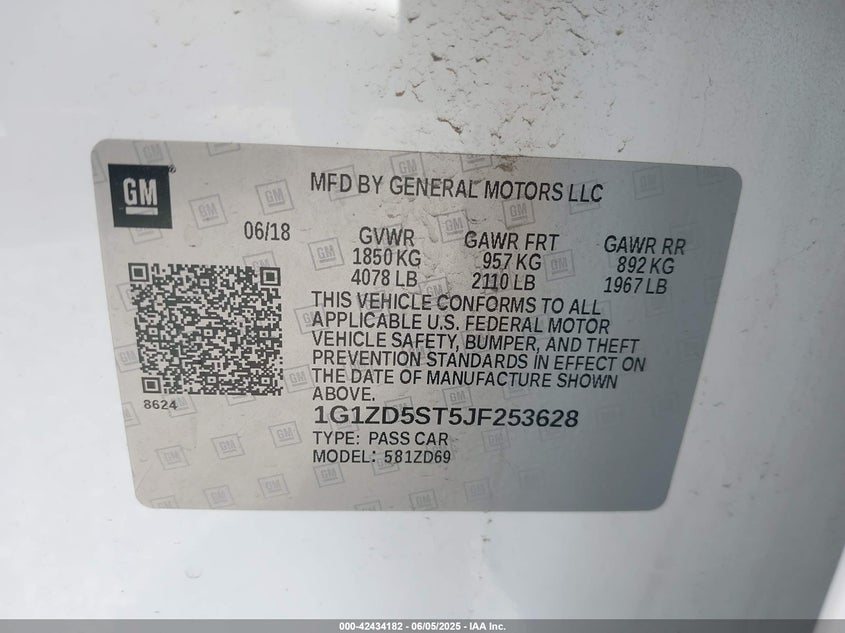 GM
MFD BY GENERAL MOTORS LLC
06/18
GVWR GAWR FRT GAWR RR
1850 KG 957 KG 892 KG
4078 LB 2110 LB 1967 LB
THIS VEHICLE CONFORMS TO ALL
APPLICABLE U.S. FEDERAL MOTOR
VEHICLE SAFETY, BUMPER, AND THEFT
PREVENTION STANDARDS IN EFFECT ON
THE DATE OF MANUFACTURE SHOWN
ABOVE.
8624
1G1ZD5ST5JF253628
TYPE: PASS CAR
MODEL: 581ZD69
000-42434182 - 06/05/2025 - IAA Inc.